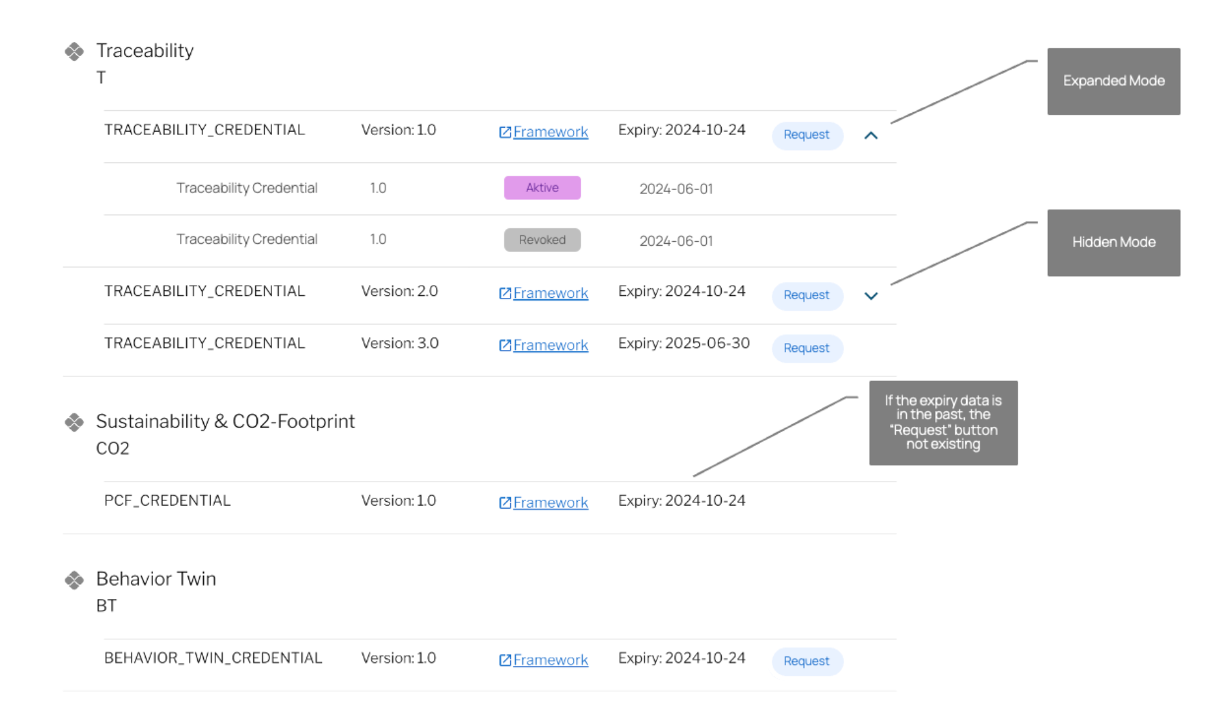 Traceability
T
Expanded Mode
TRACEABILITY_CREDENTIAL Version: 1.0 Framework Expiry: 2024-10-24 Request
Traceability Credential 1.0 Aktive 2024-06-01
Traceability Credential 1.0 Revoked 2024-06-01
Hidden Mode
TRACEABILITY_CREDENTIAL Version: 2.0 Framework Expiry: 2024-10-24 Request
TRACEABILITY_CREDENTIAL Version: 3.0 Framework Expiry: 2025-06-30 Request
If the expiry data is
in the past, the
“Request” button
not existing
Sustainability & CO2-Footprint
CO2
PCF_CREDENTIAL Version: 1.0 Framework Expiry: 2024-10-24
Behavior Twin
BT
BEHAVIOR_TWIN_CREDENTIAL Version: 1.0 Framework Expiry: 2024-10-24 Request